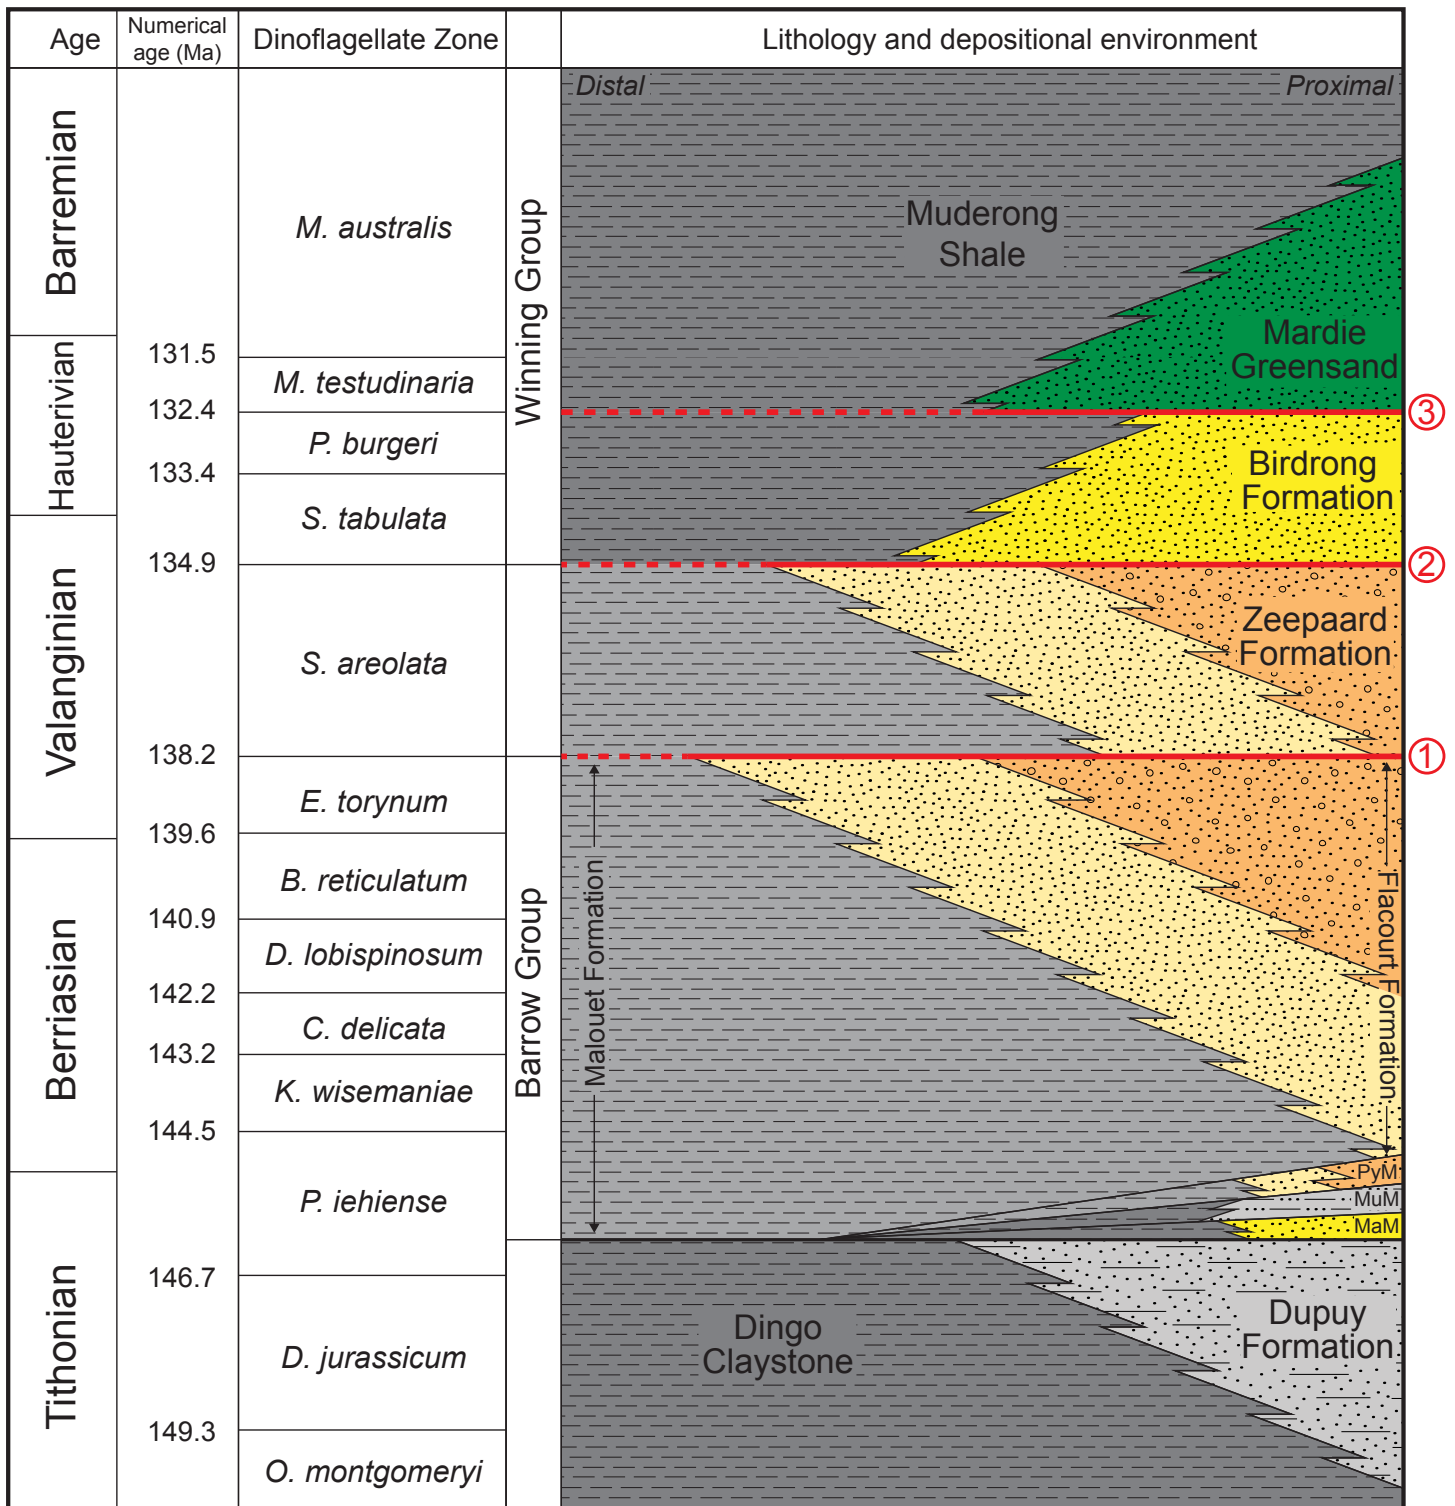 Age
Numerical
age (Ma)
Dinoflagellate Zone
Lithology and depositional environment
Distal
Proximal
Barremian
Hauterivian
Valanginian
Berriasian
Tithonian
131.5
132.4
133.4
134.9
138.2
139.6
140.9
142.2
143.2
144.5
146.7
149.3
M. australis
M. testudinaria
P. burgeri
S. tabulata
S. areolata
E. torynum
B. reticulatum
D. lobispinosum
C. delicata
K. wisemaniae
P. iehiense
D. jurassicum
O. montgomeryi
Winning Group
Barrow Group
Muderong
Shale
Mardie
Greensand
3
Birdrong
Formation
2
Zeepaard
Formation
1
Malouet Formation
Flacourt Formation
PyM
MuM
MaM
Dingo
Claystone
Dupuy
Formation